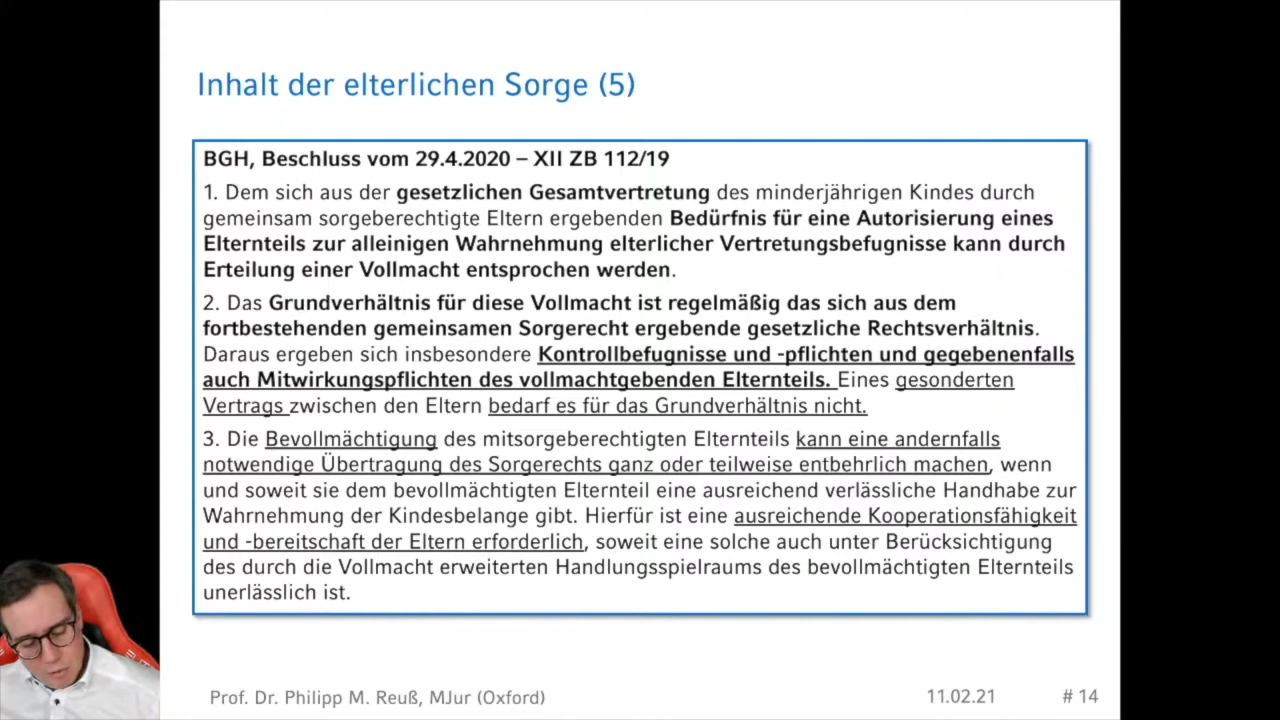 Inhalt der elterlichen Sorge (5)
BGH, Beschluss vom 29.4.2020 – XII ZB 112/19
1. Dem sich aus der gesetzlichen Gesamtvertretung des minderjährigen Kindes durch
gemeinsam sorgeberechtigte Eltern ergebenden Bedürfnis für eine Autorisierung eines
Elternteils zur alleinigen Wahrnehmung elterlicher Vertretungsbefugnisse kann durch
Erteilung einer Vollmacht entsprochen werden.
2. Das Grundverhältnis für diese Vollmacht ist regelmäßig das sich aus dem
fortbestehenden gemeinsamen Sorgerecht ergebende gesetzliche Rechtsverhältnis.
Daraus ergeben sich insbesondere Kontrollbefugnisse und -pflichten und gegebenenfalls
auch Mitwirkungspflichten des vollmachtgebenden Elternteils. Eines gesonderten
Vertrags zwischen den Eltern bedarf es für das Grundverhältnis nicht.
3. Die Bevollmächtigung des mitsorgeberechtigten Elternteils kann eine andernfalls
notwendige Übertragung des Sorgerechts ganz oder teilweise entbehrlich machen, wenn
und soweit sie dem bevollmächtigten Elternteil eine ausreichend verlässliche Handhabe zur
Wahrnehmung der Kindesbelange gibt. Hierfür ist eine ausreichende Kooperationsfähigkeit
und -bereitschaft der Eltern erforderlich, soweit eine solche auch unter Berücksichtigung
des durch die Vollmacht erweiterten Handlungsspielraums des bevollmächtigten Elternteils
unerlässlich ist.
Prof. Dr. Philipp M. Reuß, MJur (Oxford)
11.02.21
# 14